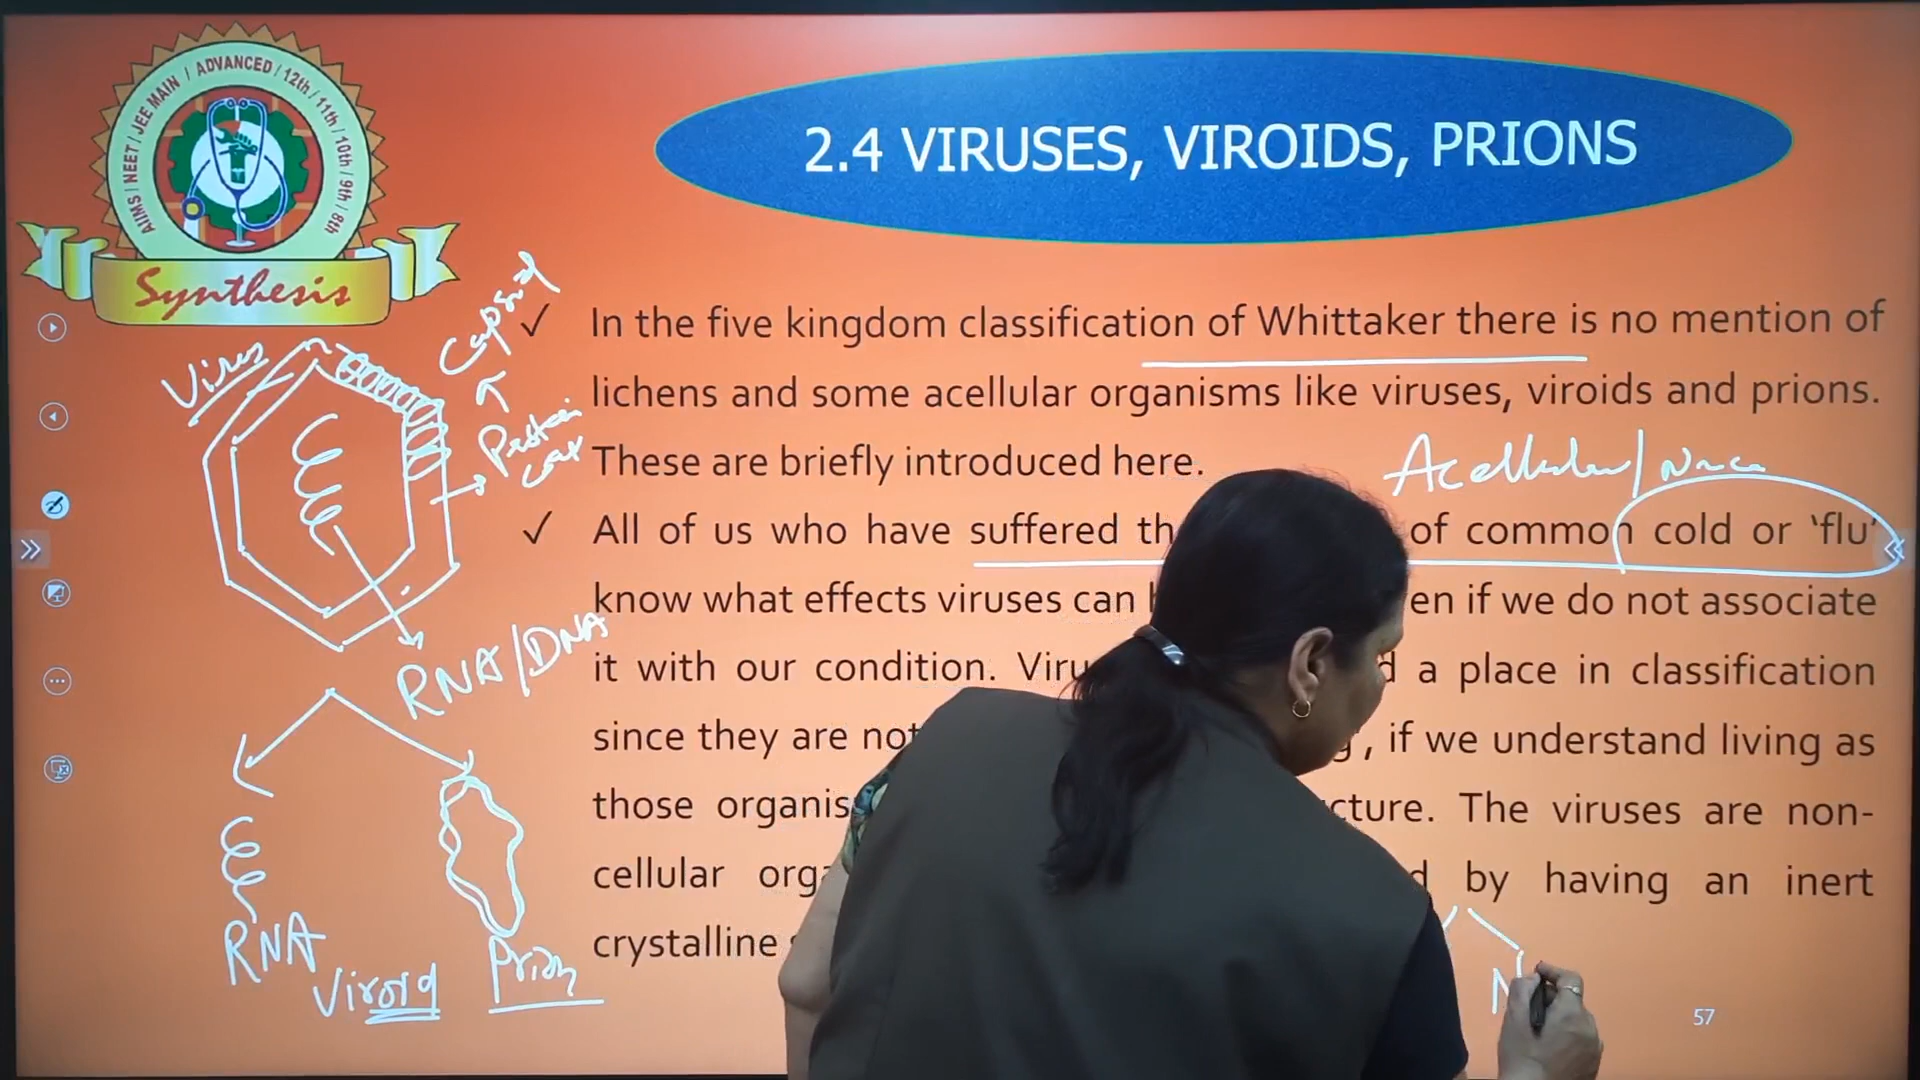 AIIMS / NEET / JEE MAIN / ADVANCED / 12th / 11th / 10th / 9th / 8th
Synthesis
2.4 VIRUSES, VIROIDS, PRIONS
✓ In the five kingdom classification of Whittaker there is no mention of
lichens and some acellular organisms like viruses, viroids and prions.
These are briefly introduced here.
Acellular/
✓ All of us who have suffered of common cold or ‘flu’
know what effects viruses can en if we do not associate
it with our condition. a place in classification
since they are not , if we understand living as
those cture. The viruses are non-
cellular by having an inert
crystalline
Virus
Capsid
Protein
coat
RNA/DNA
RNA
Viroid
Prion
N
57